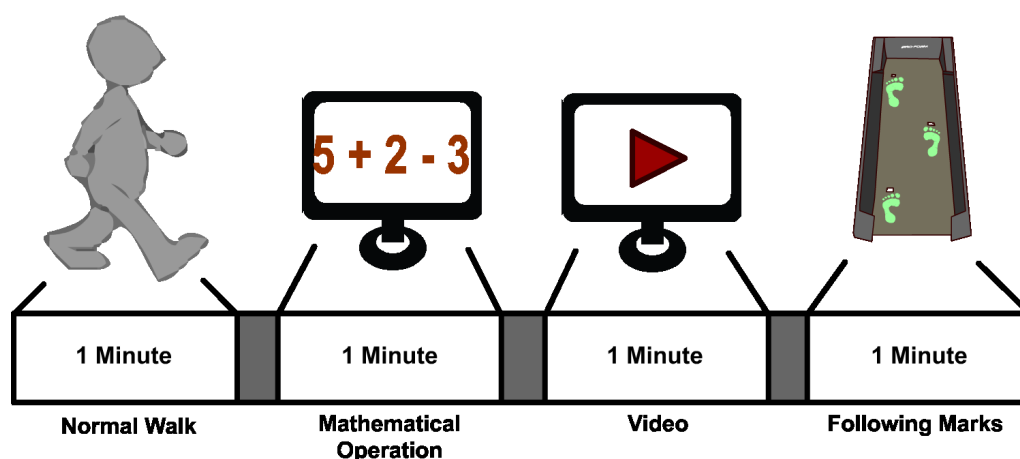 5 + 2 - 3
1 Minute
1 Minute
1 Minute
1 Minute
Normal Walk
Mathematical
Operation
Video
Following Marks